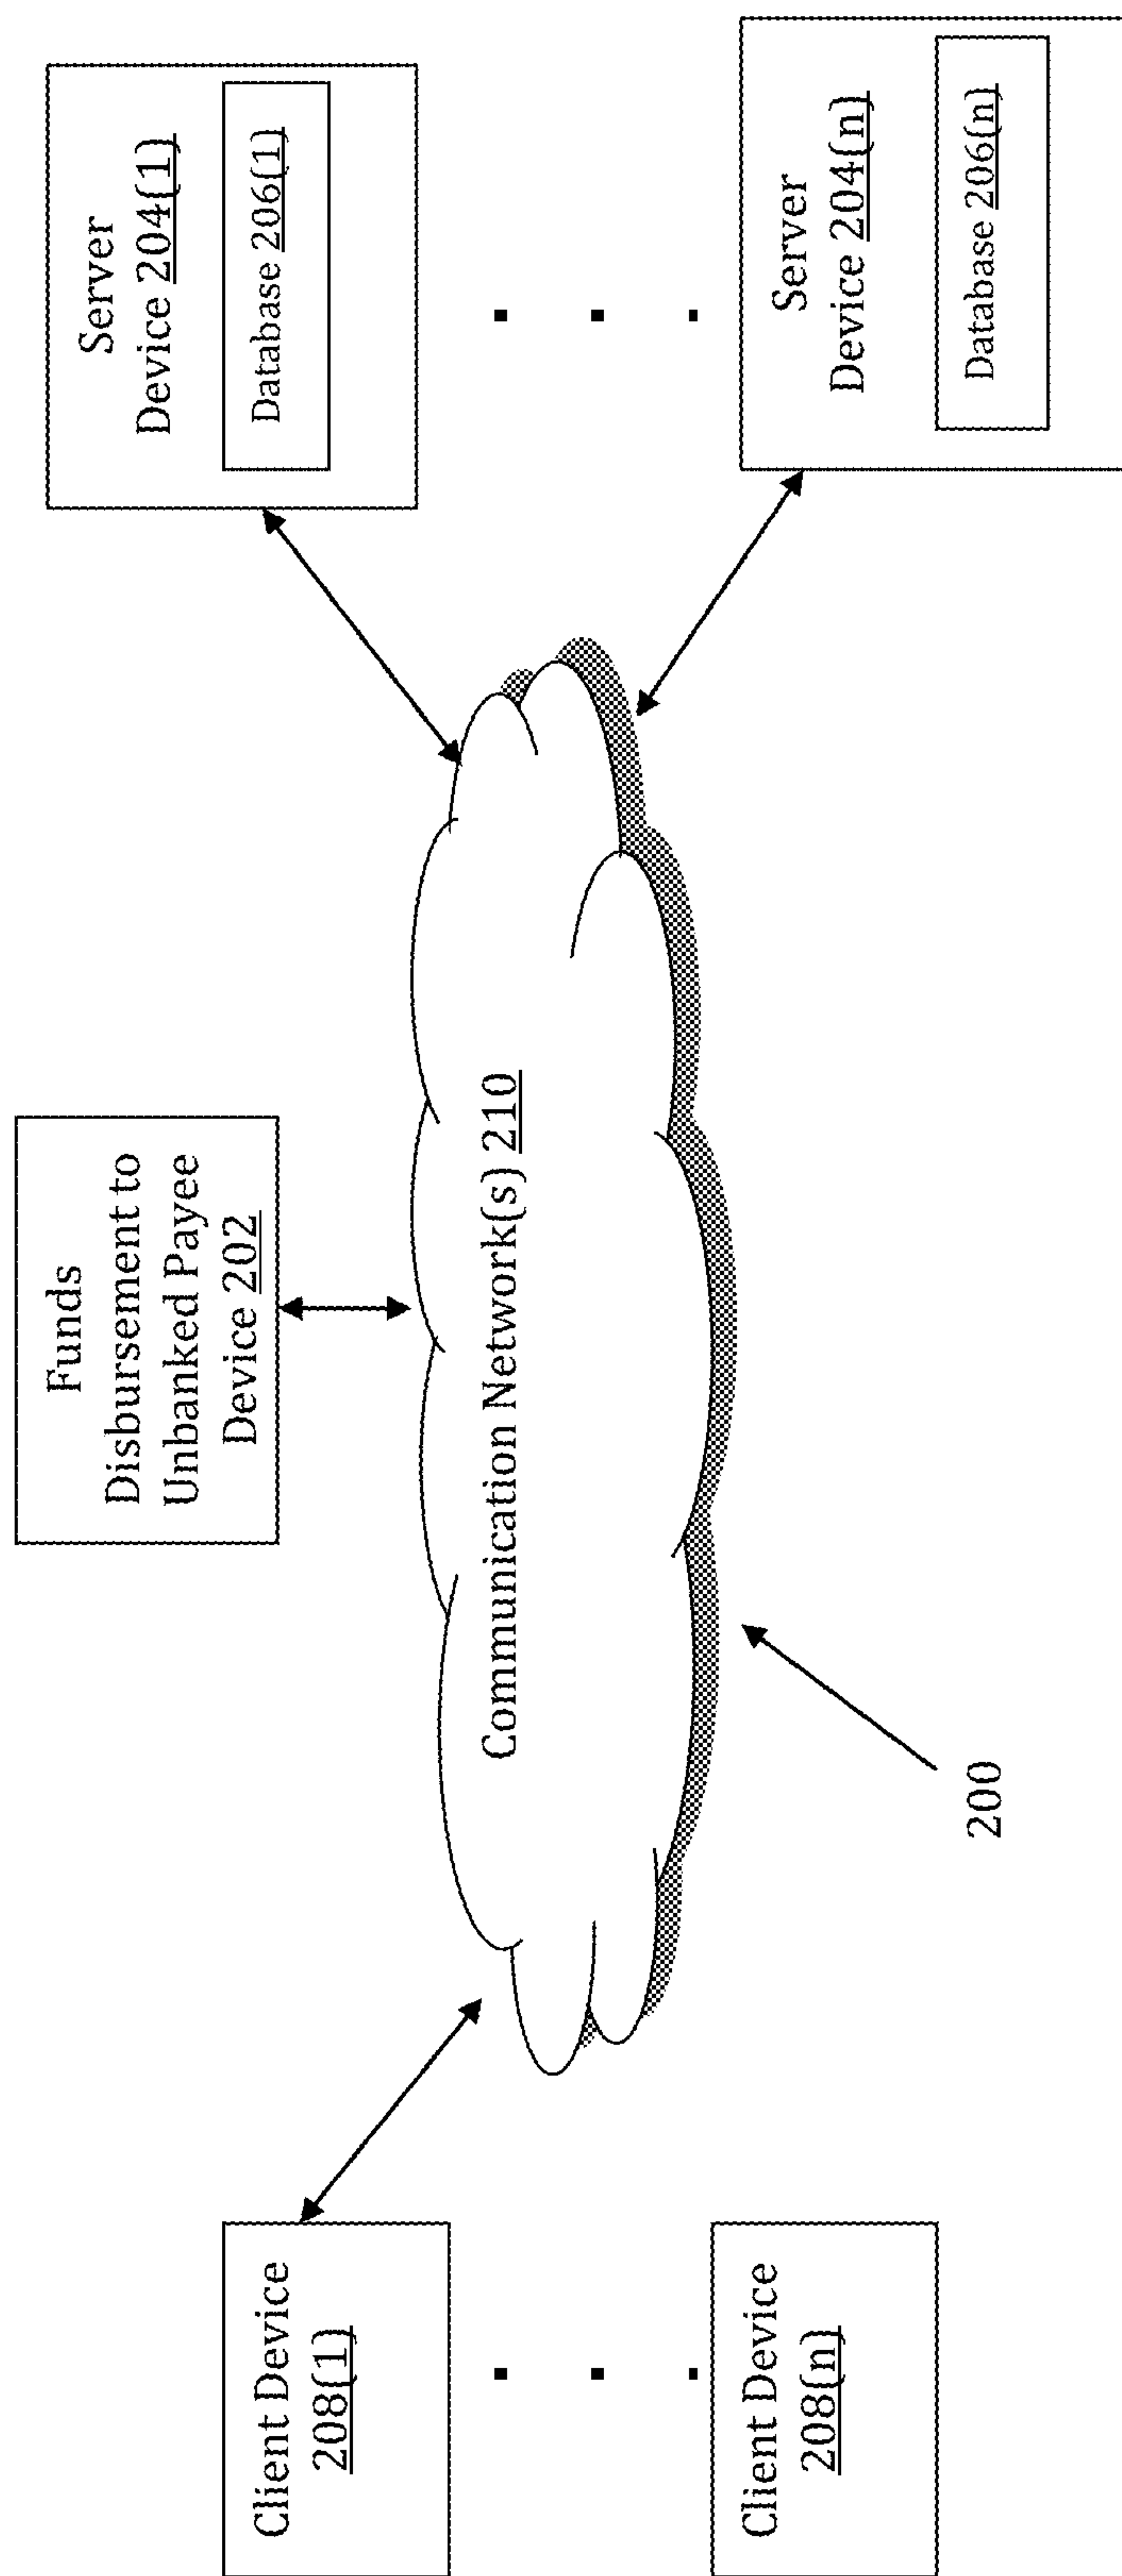 Funds
Disbursement to
Unbanked Payee
Device 202
Client Device
208(1)
Client Device
208(n)
Communication Network(s) 210
Server
Device 204(1)
Database 206(1)
Server
Device 204(n)
Database 206(n)
200